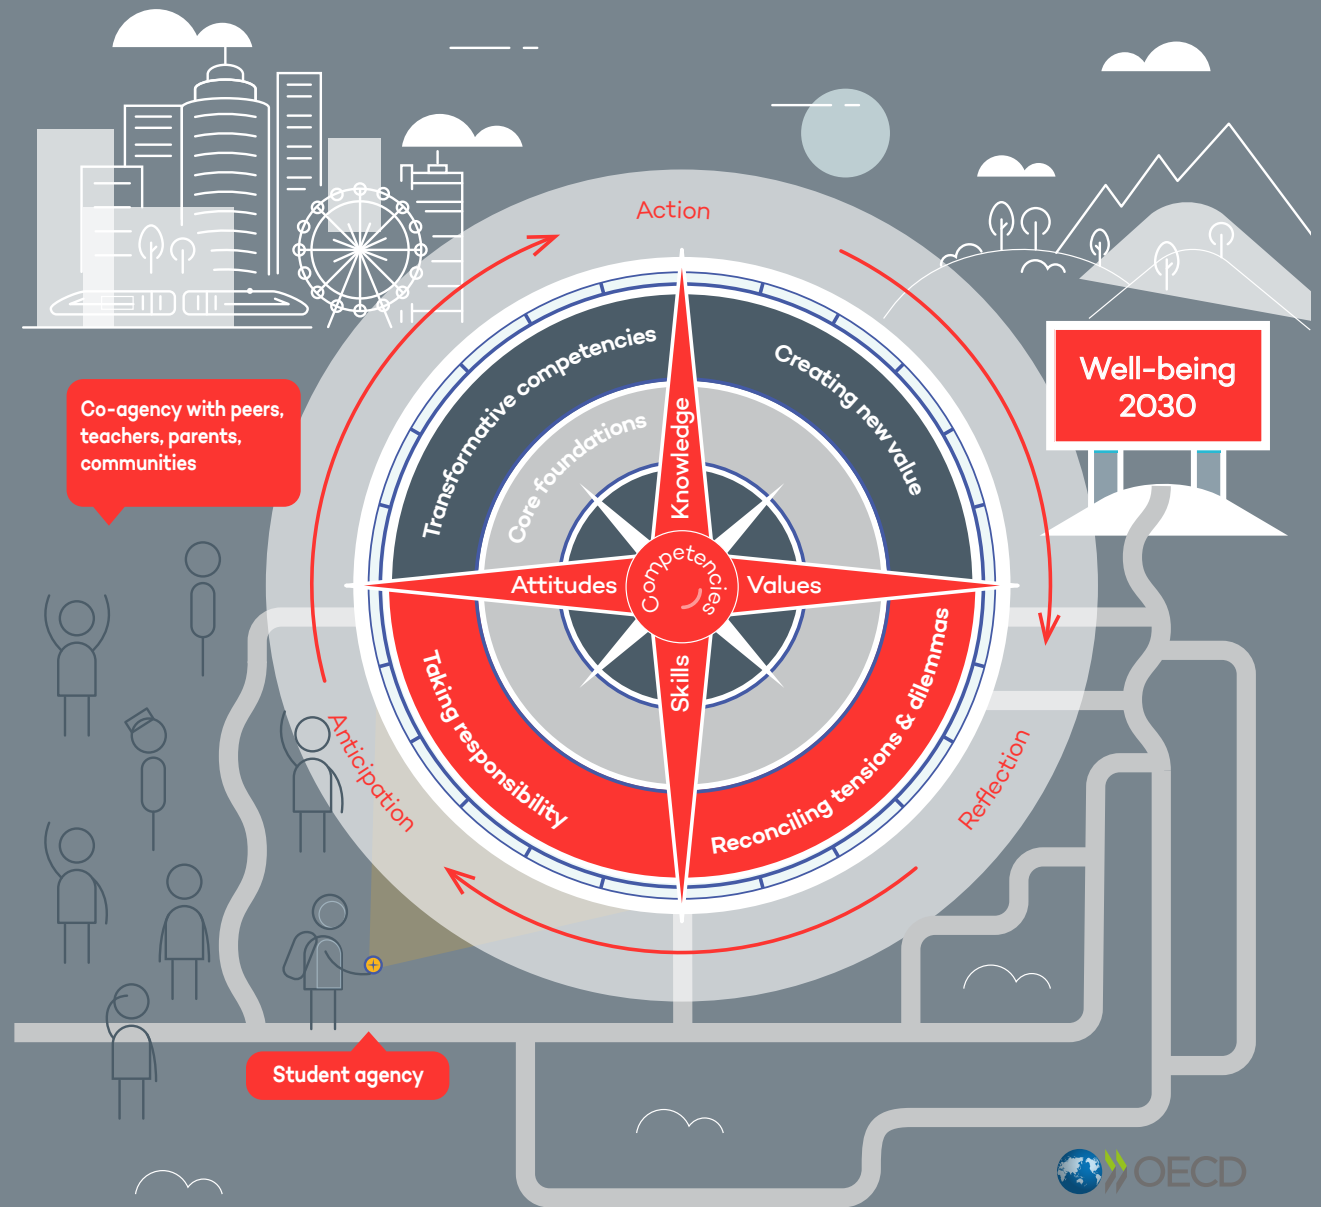 Action
Well-being
2030
Co-agency with peers,
teachers, parents,
communities
Transformative competencies
Creating new value
Core foundations
Knowledge
Competencies
Attitudes
Values
Skills
Taking responsibility
Reconciling tensions & dilemmas
Anticipation
Reflection
Student agency
OECD